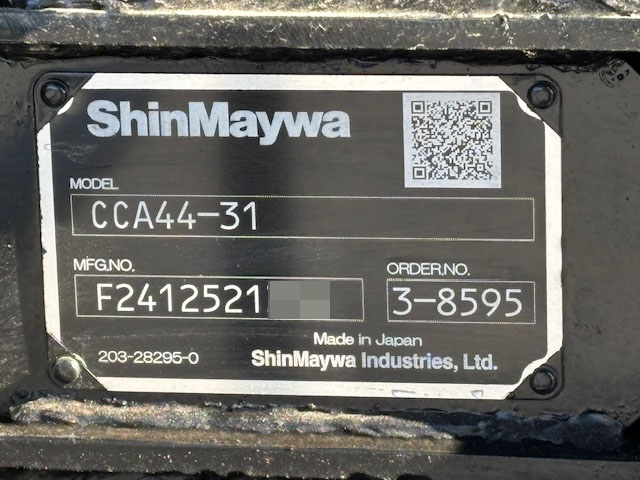 ShinMaywa
MODEL
CCA44-31
MFG.NO.
F2412521
ORDER.NO.
3-8595
Made in Japan
203-28295-0
ShinMaywa Industries, Ltd.